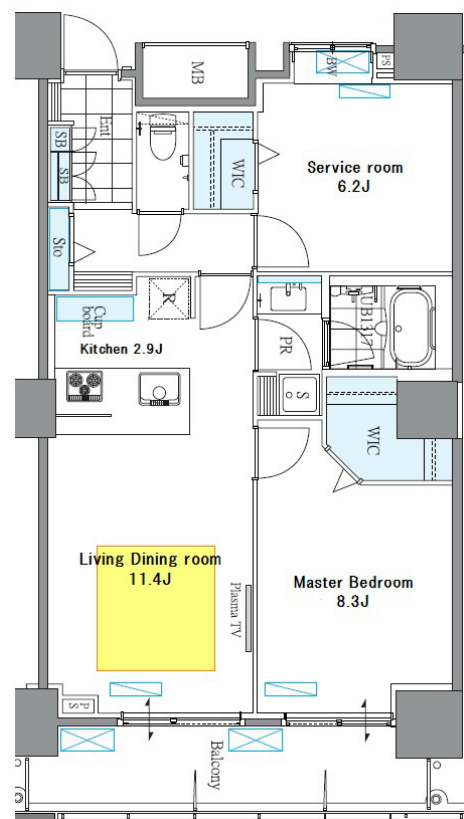 MB
BW
PS
Ent
SB
SB
WIC
Service room
6.2J
Sto
Cup
board
R
Kitchen 2.9J
PR
UB1317
S
WIC
Living Dining room
11.4J
Plasma TV
Master Bedroom
8.3J
PS
Balcony